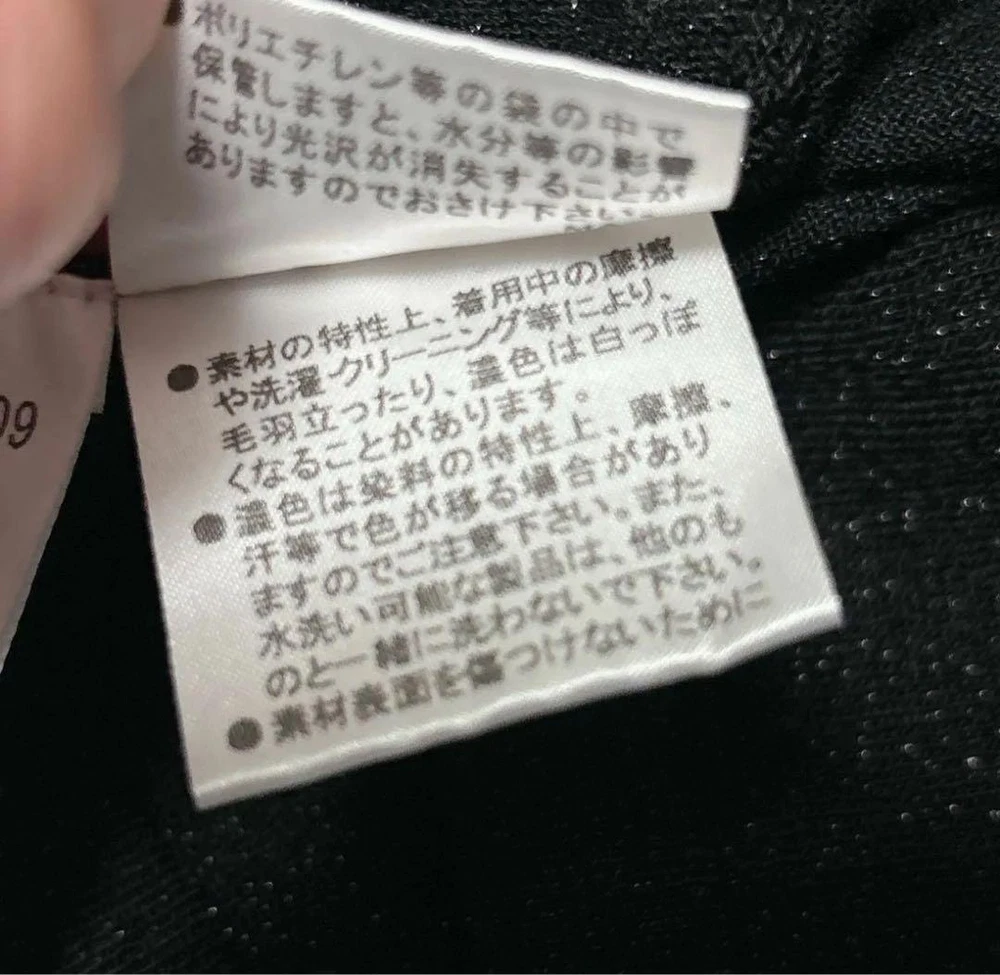 ●ポリエチレン等の袋の中で
保管しますと、水分等の影響
により光沢が消失することが
ありますのでおさけ下さい。
●素材の特性上、着用中の摩擦
や洗濯・クリーニング等により、
毛羽立ったり、濃色は白っぽ
くなることがあります。
●濃色は染料の特性上、摩擦、
汗等で色が移る場合があり
ますのでご注意下さい。また、
水洗い可能な製品は、他のも
のと一緒に洗わないで下さい。
●素材表面を傷つけないために
09